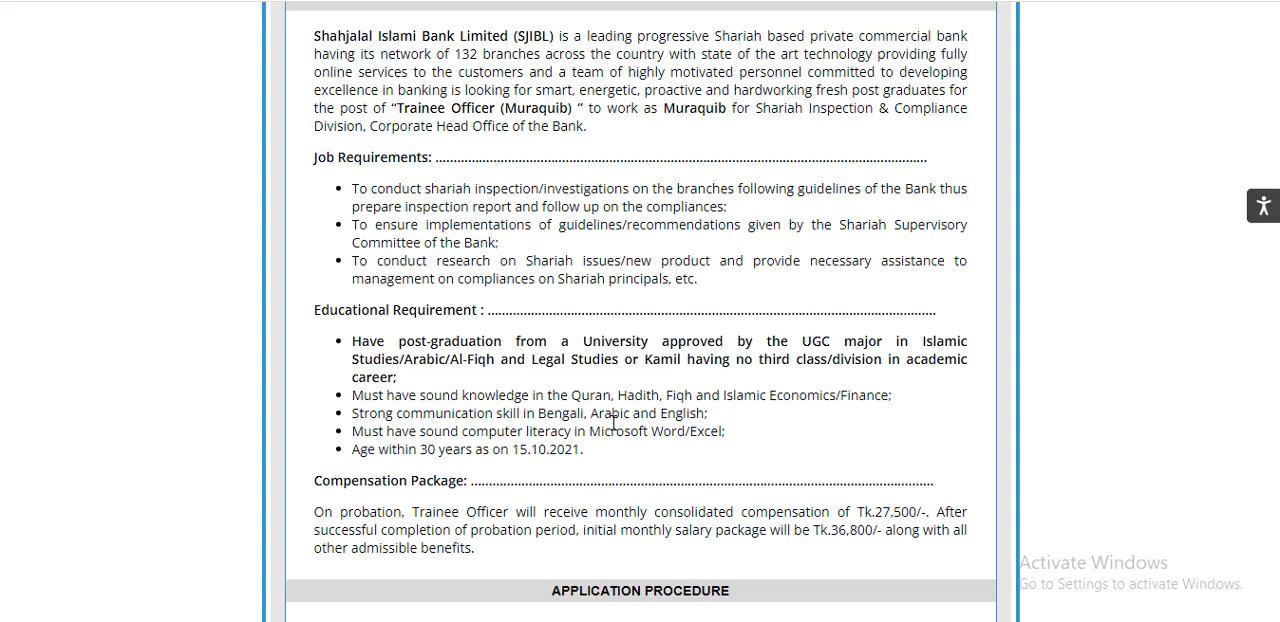 Shahjalal Islami Bank Limited (SJIBL) is a leading progressive Shariah based private commercial bank
having its network of 132 branches across the country with state of the art technology providing fully
online services to the customers and a team of highly motivated personnel committed to developing
excellence in banking is looking for smart, energetic, proactive and hardworking fresh post graduates for
the post of “Trainee Officer (Muraquib) “ to work as Muraquib for Shariah Inspection & Compliance
Division, Corporate Head Office of the Bank.
Job Requirements: ......................................................................................................................................
• To conduct shariah inspection/investigations on the branches following guidelines of the Bank thus
prepare inspection report and follow up on the compliances;
• To ensure implementations of guidelines/recommendations given by the Shariah Supervisory
Committee of the Bank;
• To conduct research on Shariah issues/new product and provide necessary assistance to
management on compliances on Shariah principals, etc.
Educational Requirement : ..........................................................................................................................
• Have post-graduation from a University approved by the UGC major in Islamic
Studies/Arabic/Al-Fiqh and Legal Studies or Kamil having no third class/division in academic
career;
• Must have sound knowledge in the Quran, Hadith, Fiqh and Islamic Economics/Finance;
• Strong communication skill in Bengali, Arabic and English;
• Must have sound computer literacy in Microsoft Word/Excel;
• Age within 30 years as on 15.10.2021.
Compensation Package: ..............................................................................................................................
On probation, Trainee Officer will receive monthly consolidated compensation of Tk.27,500/-. After
successful completion of probation period, initial monthly salary package will be Tk.36,800/- along with all
other admissible benefits.
Activate Windows
Go to Settings to activate Windows.
APPLICATION PROCEDURE